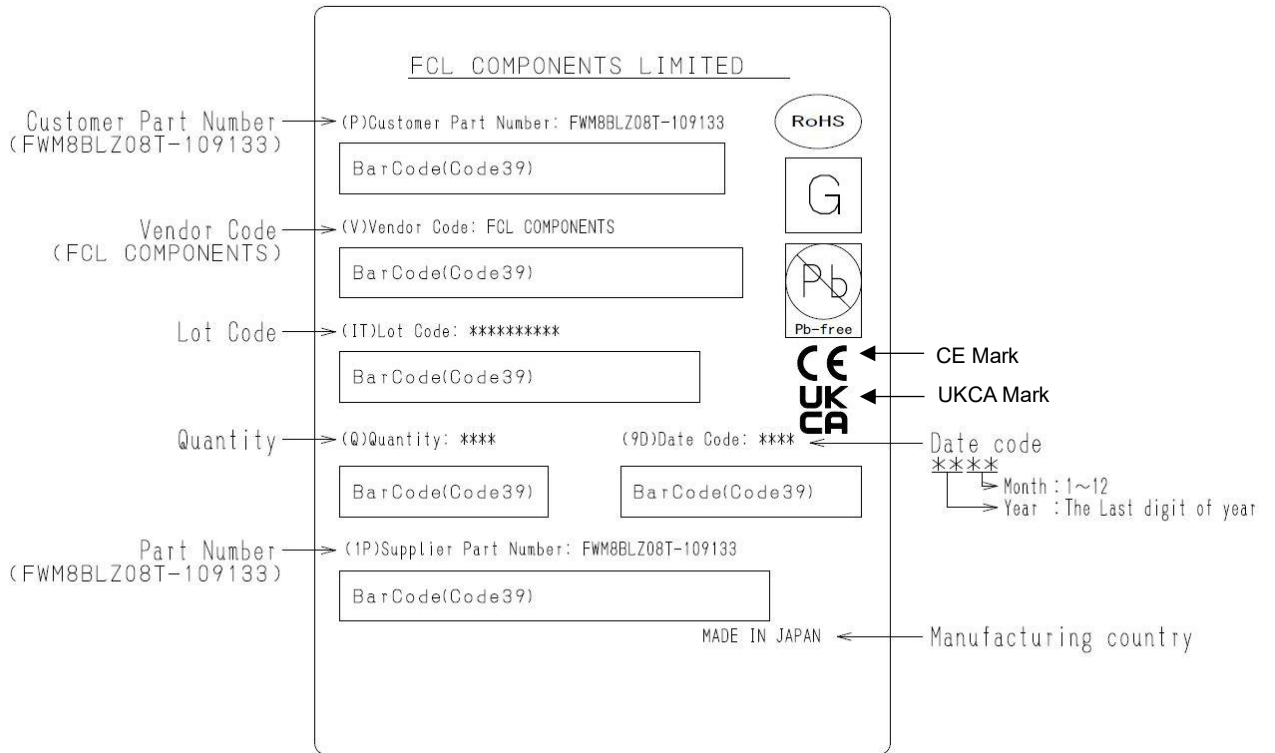 FCL COMPONENTS LIMITED
Customer Part Number
(FWM8BLZ08T-109133)
(P)Customer Part Number: FWM8BLZ08T-109133
RoHS
BarCode(Code39)
G
Vendor Code
(FCL COMPONENTS)
(V)Vendor Code: FCL COMPONENTS
BarCode(Code39)
Pb
Pb-free
Lot Code
(IT)Lot Code: **********
BarCode(Code39)
CE
CE Mark
UK
CA
UKCA Mark
Quantity
(Q)Quantity: ****
(9D)Date Code: ****
Date code
****
Month:1~12
Year :The Last digit of year
BarCode(Code39)
BarCode(Code39)
Part Number
(FWM8BLZ08T-109133)
(1P)Supplier Part Number: FWM8BLZ08T-109133
BarCode(Code39)
MADE IN JAPAN
Manufacturing country